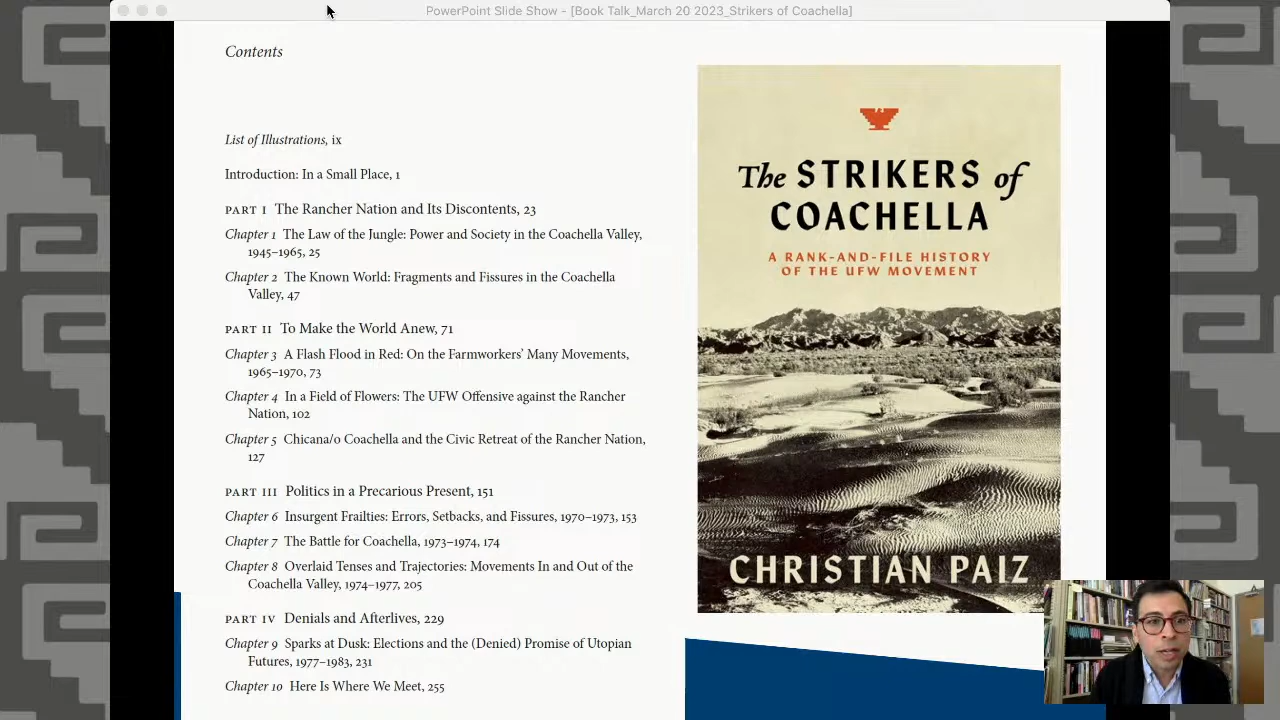 PowerPoint Slide Show - [Book Talk_March 20 2023_Strikers of Coachella]
Contents
List of Illustrations, ix
Introduction: In a Small Place, 1
PART I The Rancher Nation and Its Discontents, 23
Chapter 1 The Law of the Jungle: Power and Society in the Coachella Valley,
1945–1965, 25
Chapter 2 The Known World: Fragments and Fissures in the Coachella
Valley, 47
PART II To Make the World Anew, 71
Chapter 3 A Flash Flood in Red: On the Farmworkers’ Many Movements,
1965–1970, 73
Chapter 4 In a Field of Flowers: The UFW Offensive against the Rancher
Nation, 102
Chapter 5 Chicana/o Coachella and the Civic Retreat of the Rancher Nation,
127
PART III Politics in a Precarious Present, 151
Chapter 6 Insurgent Frailties: Errors, Setbacks, and Fissures, 1970–1973, 153
Chapter 7 The Battle for Coachella, 1973–1974, 174
Chapter 8 Overlaid Tenses and Trajectories: Movements In and Out of the
Coachella Valley, 1974–1977, 205
PART IV Denials and Afterlives, 229
Chapter 9 Sparks at Dusk: Elections and the (Denied) Promise of Utopian
Futures, 1977–1983, 231
Chapter 10 Here Is Where We Meet, 255
The STRIKERS of
COACHELLA
A RANK-AND-FILE HISTORY
OF THE UFW MOVEMENT
CHRISTIAN PAIZ